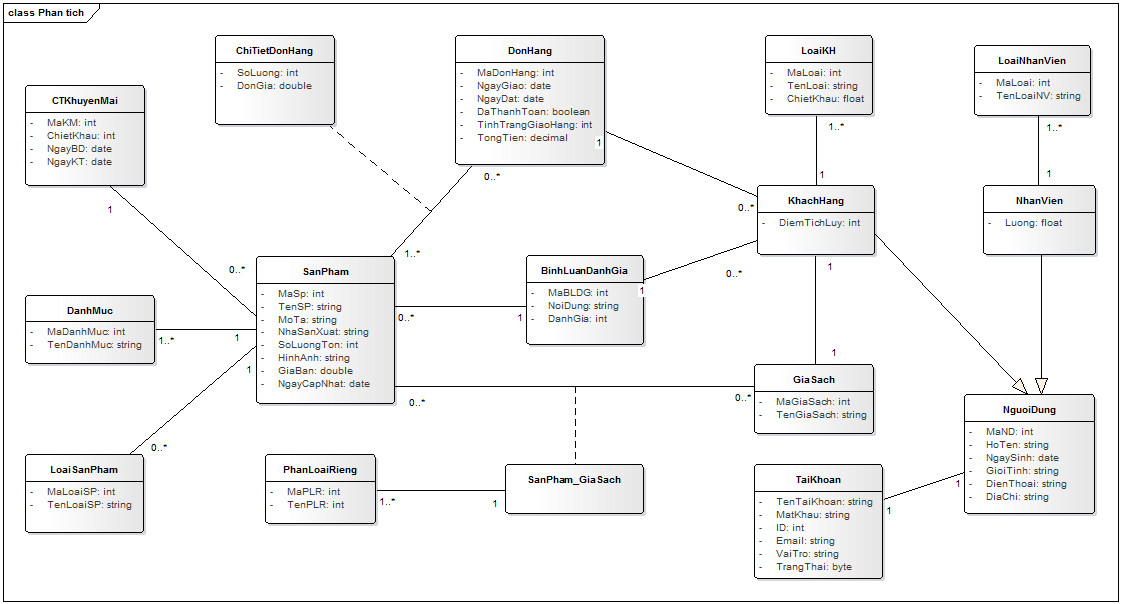 class Phan tich
ChiTietDonHang
- SoLuong: int
- DonGia: double
DonHang
- MaDonHang: int
- NgayGiao: date
- NgayDat: date
- DaThanhToan: boolean
- TinhTrangGiaoHang: int
- TongTien: decimal
LoaiKH
- MaLoai: int
- TenLoai: string
- ChietKhau: float
LoaiNhanVien
- MaLoai: int
- TenLoaiNV: string
CTKhuyenMai
- MaKM: int
- ChietKhau: int
- NgayBD: date
- NgayKT: date
1..*
1..*
1
0..*
1
1
KhachHang
- DiemTichLuy: int
NhanVien
- Luong: float
1
0..*
0..*
1..*
0..*
1
SanPham
- MaSp: int
- TenSP: string
- MoTa: string
- NhaSanXuat: string
- SoLuongTon: int
- HinhAnh: string
- GiaBan: double
- NgayCapNhat: date
BinhLuanDanhGia
- MaBLDG: int
- NoiDung: string
- DanhGia: int
1
0..*
1
DanhMuc
- MaDanhMuc: int
- TenDanhMuc: string
1..*
1
1
1
GiaSach
- MaGiaSach: int
- TenGiaSach: string
0..*
0..*
NguoiDung
- MaND: int
- HoTen: string
- NgaySinh: date
- GioiTinh: string
- DienThoai: string
- DiaChi: string
0..*
LoaiSanPham
- MaLoaiSP: int
- TenLoaiSP: string
PhanLoaiRieng
- MaPLR: int
- TenPLR: int
1..*
1
SanPham_GiaSach
TaiKhoan
- TenTaiKhoan: string
- MatKhau: string
- ID: int
- Email: string
- VaiTro: string
- TrangThai: byte
1
1